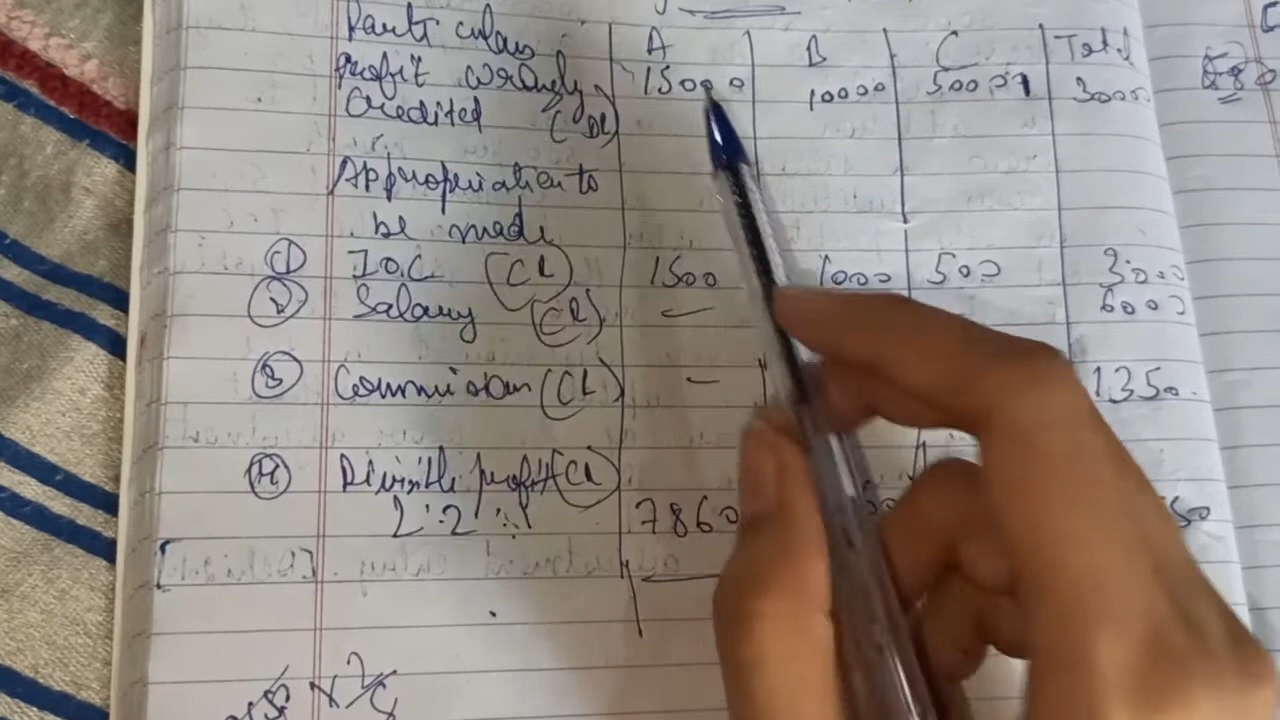 Particulars A B C Total
Profit wrongly 15000 10000 5000 30000
Credited (DR)
Appropriation to
be made
① I.O.C (CR) 1500 1000 500 3000
② Salary (CR) — 6000
③ Commission (CR) — 1350
④ Divisible profit (CR)
2:2:1 7860